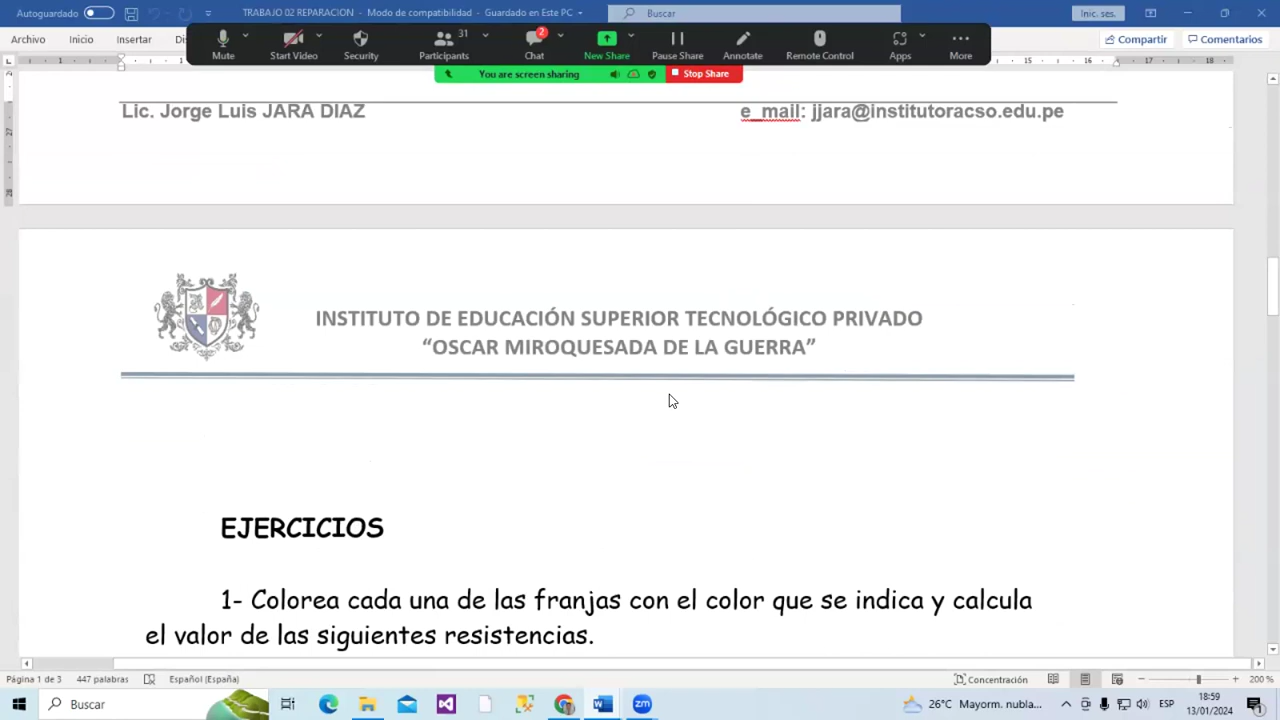 Autoguardado TRABAJO 02 REPARACION - Modo de compatibilidad - Guardado en Este PC Buscar Inic. ses.
Archivo Inicio Insertar Di Compartir Comentarios
Mute Start Video Security Participants 31 Chat 2 New Share Pause Share Annotate Remote Control Apps More
You are screen sharing Stop Share
15 16 17 18
Lic. Jorge Luis JARA DIAZ e_mail: jjara@institutoracso.edu.pe
INSTITUTO DE EDUCACIÓN SUPERIOR TECNOLÓGICO PRIVADO
“OSCAR MIROQUESADA DE LA GUERRA”
EJERCICIOS
1- Colorea cada una de las franjas con el color que se indica y calcula
el valor de las siguientes resistencias.
Página 1 de 3 447 palabras Español (España) Concentración 200 %
Buscar 26°C Mayorm. nubla... ESP 18:59
13/01/2024